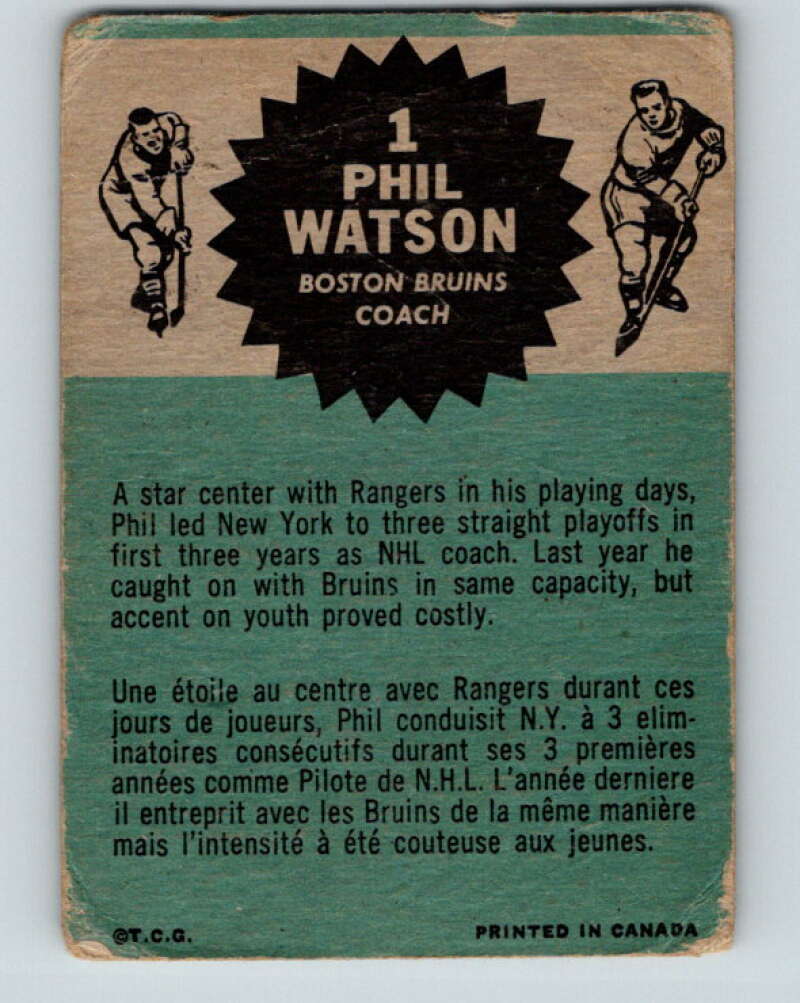 1
PHIL
WATSON
BOSTON BRUINS
COACH
A star center with Rangers in his playing days,
Phil led New York to three straight playoffs in
first three years as NHL coach. Last year he
caught on with Bruins in same capacity, but
accent on youth proved costly.
Une étoile au centre avec Rangers durant ces
jours de joueurs, Phil conduisit N.Y. à 3 elim-
inatoires consécutifs durant ses 3 premières
années comme Pilote de N.H.L. L'année derniere
il entreprit avec les Bruins de la même manière
mais l'intensité à été couteuse aux jeunes.
©T.C.G. PRINTED IN CANADA